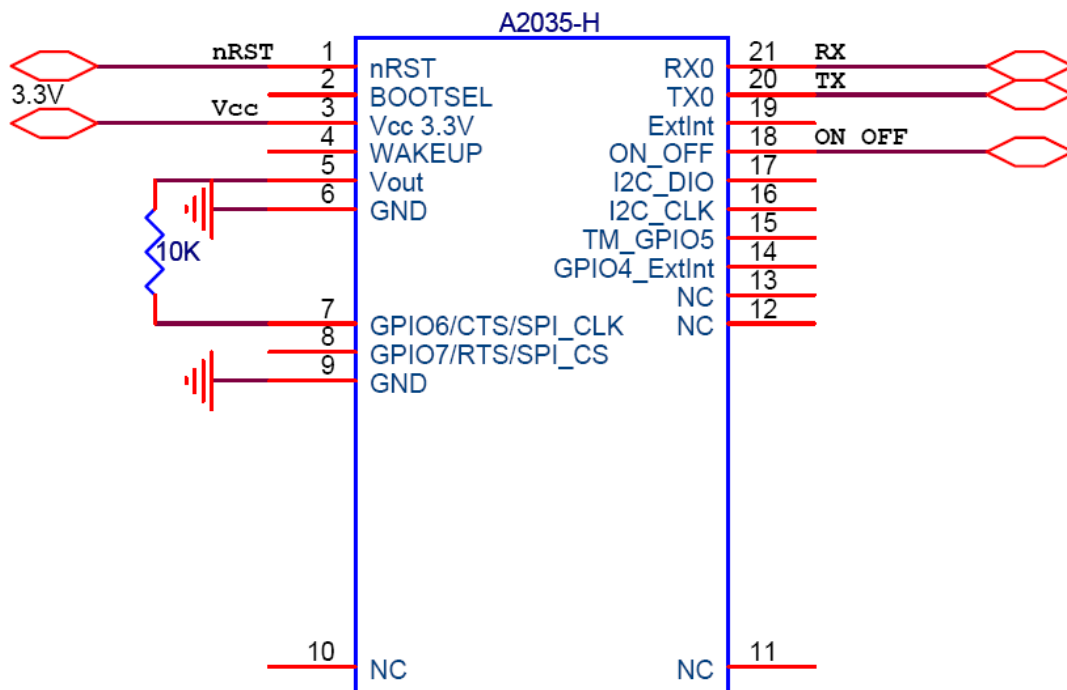 A2035-H
nRST 1 nRST RX0 21 RX
2 BOOTSEL TX0 20 TX
3.3V Vcc 3 Vcc 3.3V ExtInt 19
4 WAKEUP ON_OFF 18 ON OFF
5 Vout I2C_DIO 17
6 GND I2C_CLK 16
TM_GPIO5 15
10K GPIO4_ExtInt 14
NC 13
7 GPIO6/CTS/SPI_CLK NC 12
8 GPIO7/RTS/SPI_CS
9 GND
10 NC NC 11